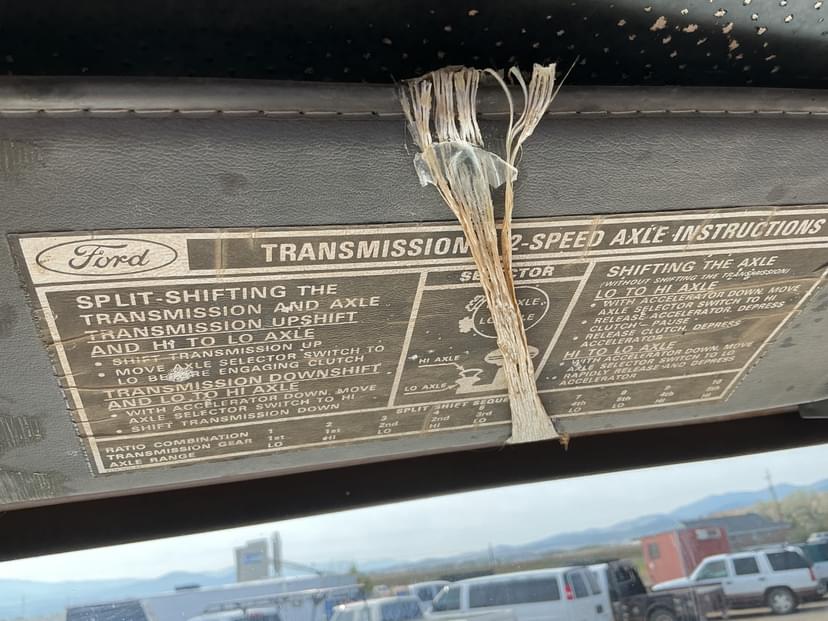 Ford
TRANSMISSION 2-SPEED AXLE INSTRUCTIONS
SPLIT-SHIFTING THE
TRANSMISSION AND AXLE
TRANSMISSION UPSHIFT
AND HI TO LO AXLE
• SHIFT TRANSMISSION UP
• MOVE AXLE SELECTOR SWITCH TO
LO BEFORE ENGAGING CLUTCH
TRANSMISSION DOWNSHIFT
AND LO TO HI AXLE
• WITH ACCELERATOR DOWN, MOVE
AXLE SELECTOR SWITCH TO HI
• SHIFT TRANSMISSION DOWN
SELECTOR
AXLE
LO AXLE
HI AXLE
LO AXLE
SHIFTING THE AXLE
(WITHOUT SHIFTING THE TRANSMISSION)
LO TO HI AXLE
• WITH ACCELERATOR DOWN, MOVE
AXLE SELECTOR SWITCH TO HI
• RELEASE ACCELERATOR, DEPRESS
CLUTCH - PAUSE
• RELEASE CLUTCH, DEPRESS
ACCELERATOR
HI TO LO AXLE
WITH ACCELERATOR DOWN, MOVE
AXLE SELECTOR SWITCH TO LO
• RAPIDLY RELEASE AND DEPRESS
ACCELERATOR
SPLIT SHIFT
RATIO COMBINATION 1 2 3 7 8 9 10
TRANSMISSION GEAR 1st 1st 2nd 2nd 3rd 4th 5th 4th 5th
AXLE RANGE LO HI LO HI LO LO LO HI HI